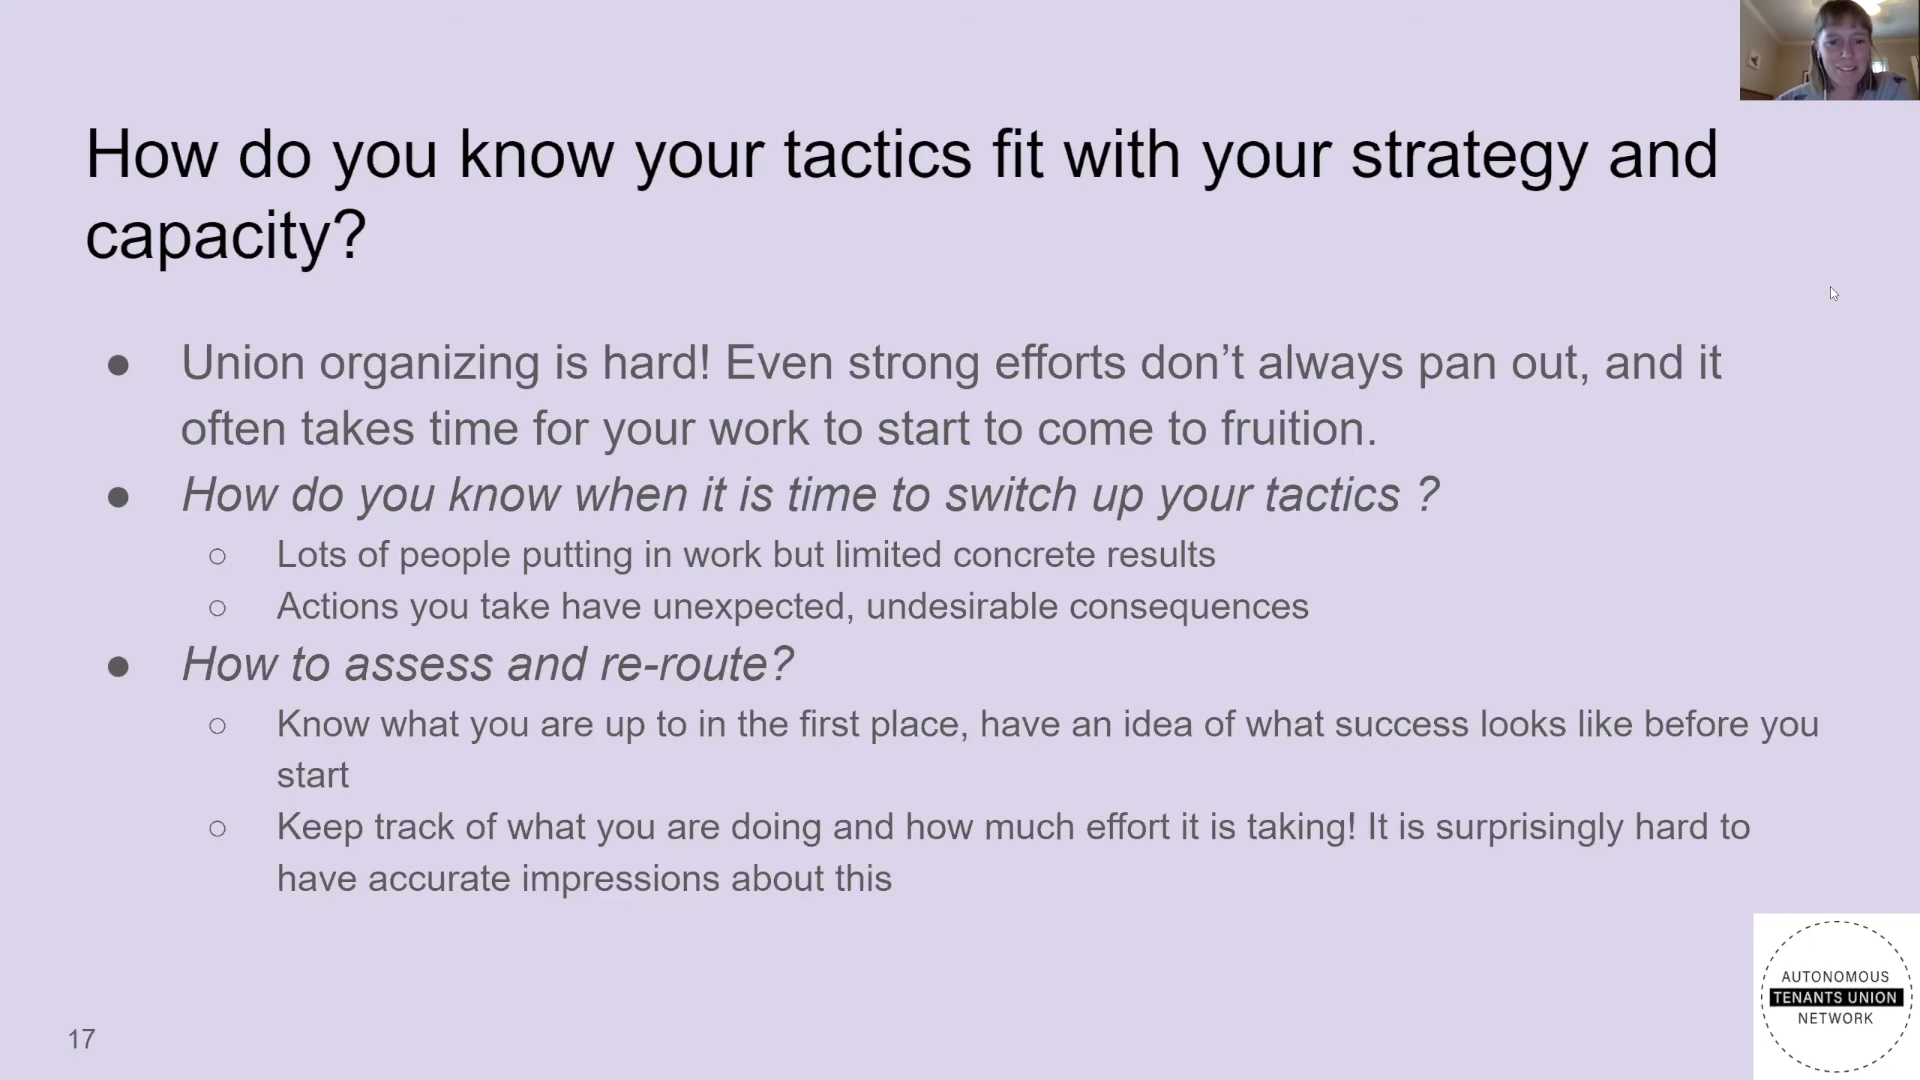 How do you know your tactics fit with your strategy and
capacity?
● Union organizing is hard! Even strong efforts don’t always pan out, and it
often takes time for your work to start to come to fruition.
● How do you know when it is time to switch up your tactics ?
○ Lots of people putting in work but limited concrete results
○ Actions you take have unexpected, undesirable consequences
● How to assess and re-route?
○ Know what you are up to in the first place, have an idea of what success looks like before you
start
○ Keep track of what you are doing and how much effort it is taking! It is surprisingly hard to
have accurate impressions about this
17
AUTONOMOUS
TENANTS UNION
NETWORK